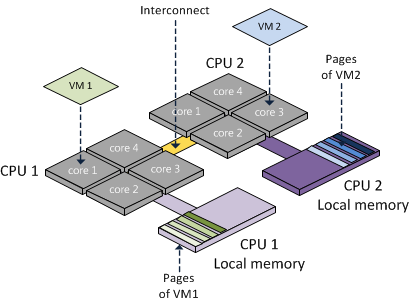 Interconnect
VM 1
VM 2
CPU 2
Pages
of VM2
core 4
core 1
core 3
core 2
CPU 1
core 4
core 1
core 3
core 2
CPU 2
Local memory
CPU 1
Local memory
Pages
of VM1